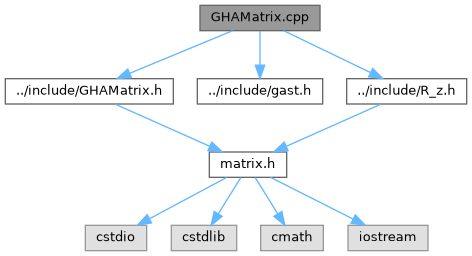 GHAMatrix.cpp
../include/GHAMatrix.h
../include/gast.h
../include/R_z.h
matrix.h
cstdio
cstdlib
cmath
iostream